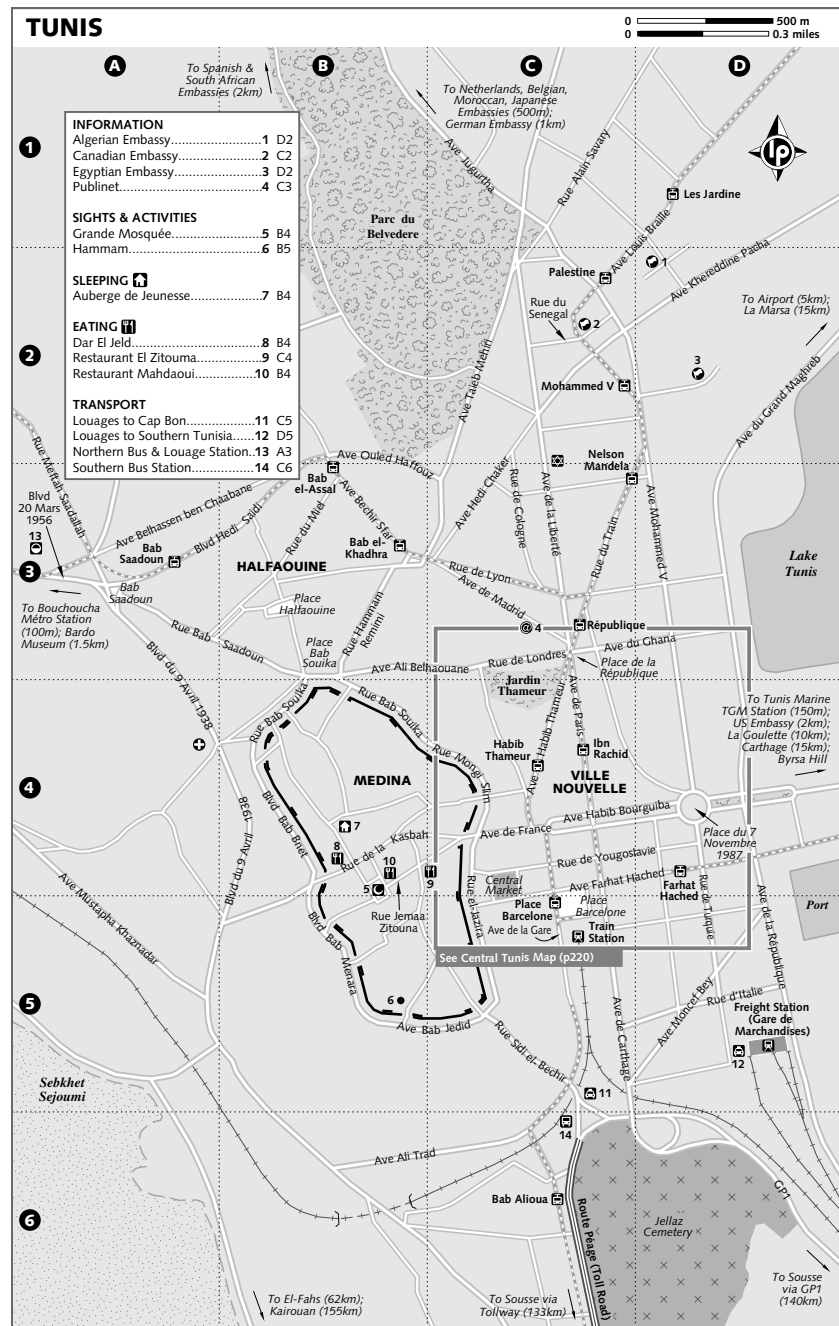 TUNIS
0 500 m
0 0.3 miles
A
B
C
D
To Spanish &
South African
Embassies (2km)
To Netherlands, Belgian,
Moroccan, Japanese
Embassies (500m);
German Embassy (1km)
1
INFORMATION
Algerian Embassy.............................1 D2
Canadian Embassy...........................2 C2
Egyptian Embassy............................3 D2
Publinet...........................................4 C3
SIGHTS & ACTIVITIES
Grande Mosquée.............................5 B4
Hammam........................................6 B5
SLEEPING
Auberge de Jeunesse.......................7 B4
EATING
Dar El Jeld.......................................8 B4
Restaurant El Zitouma......................9 C4
Restaurant Mahdaoui.....................10 B4
TRANSPORT
Louages to Cap Bon.......................11 C5
Louages to Southern Tunisia...........12 D5
Northern Bus & Louage Station..13 A3
Southern Bus Station.....................14 C6
lp
Ave Jugurtha
Rue Alain Savary
Les Jardine
Parc du
Belvedere
Ave Louis Braille
1
Palestine
Ave Khereddine Pacha
Rue du
Senegal
2
To Airport (5km);
La Marsa (15km)
2
3
Mohammed V
Ave Taieb Mehiri
Ave du Grand Maghreb
Rue Meftah Saadallah
Ave Ouled Haffouz
Bab
el-Assal
Nelson
Mandela
Ave Hedi Chaker
Rue de Cologne
Ave de la Liberté
Blvd
20 Mars
1956
Ave Belhassen ben Chaabane
Blvd Hedi Saidi
Rue du Miel
Ave Bechir Sfar
Rue du Train
Ave Mohammed V
13
Bab
Saadoun
Bab el-
Khadhra
3
HALFAOUINE
Rue de Lyon
Lake
Tunis
Bab
Saadoun
Place
Halfaouine
Ave de Madrid
To Bouchoucha
Métro Station
(100m); Bardo
Museum (1.5km)
Rue Bab Saadoun
Place
Bab
Souika
Rue Hammam
Remimi
4
République
Ave du Ghana
Ave Ali Belhaouane
Rue de Londres
Place de la
République
Blvd du 9 Avril 1938
Jardin
Thameur
Rue Bab Souika
Rue Bab Souika
Ave Habib Thameur
Ave de Paris
To Tunis Marine
TGM Station (150m);
US Embassy (2km);
La Goulette (10km);
Carthage (15km);
Byrsa Hill
Rue Mongi Slim
Habib
Thameur
Ibn
Rachid
4
MEDINA
VILLE
NOUVELLE
Blvd Bab Bnet
Blvd du 9 Avril 1938
7
Ave de France
Ave Habib Bourguiba
Rue de la Kasbah
8
10
9
Rue de Yougoslavie
Place du 7
Novembre
1987
Central
Market
Ave Farhat Hached
Farhat
Hached
5
Rue Jemaa
Zitouna
Rue el-Jazira
Place
Barcelone
Place
Barcelone
Rue de Turquie
Ave de la République
Port
Ave Mustapha Khaznadar
Blvd Bab Menara
Ave de la Gare
Train
Station
See Central Tunis Map (p220)
6
5
Ave Bab Jedid
Ave Moncef Bey
Rue d'Italie
Freight Station
(Gare de
Marchandises)
Rue Sidi el-Bechir
Ave de Carthage
12
Sebkhet
Sejoumi
11
14
Ave Ali Trad
GP1
Bab Alioua
6
Route Péage (Toll Road)
Jellaz
Cemetery
To El-Fahs (62km);
Kairouan (155km)
To Sousse via
Tollway (133km)
To Sousse
via GP1
(140km)